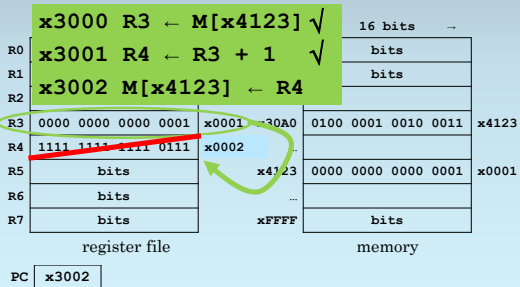 x3000 R3 ← M[x4123] √
x3001 R4 ← R3 + 1 √
x3002 M[x4123] ← R4
16 bits →
R0 bits
R1 bits
R2
R3 0000 0000 0000 0001 x0001 x30A0 0100 0001 0010 0011 x4123
R4 1111 1111 1111 0111 x0002 …
R5 bits x4123 0000 0000 0000 0001 x0001
R6 bits …
R7 bits xFFFF bits
register file memory
PC x3002